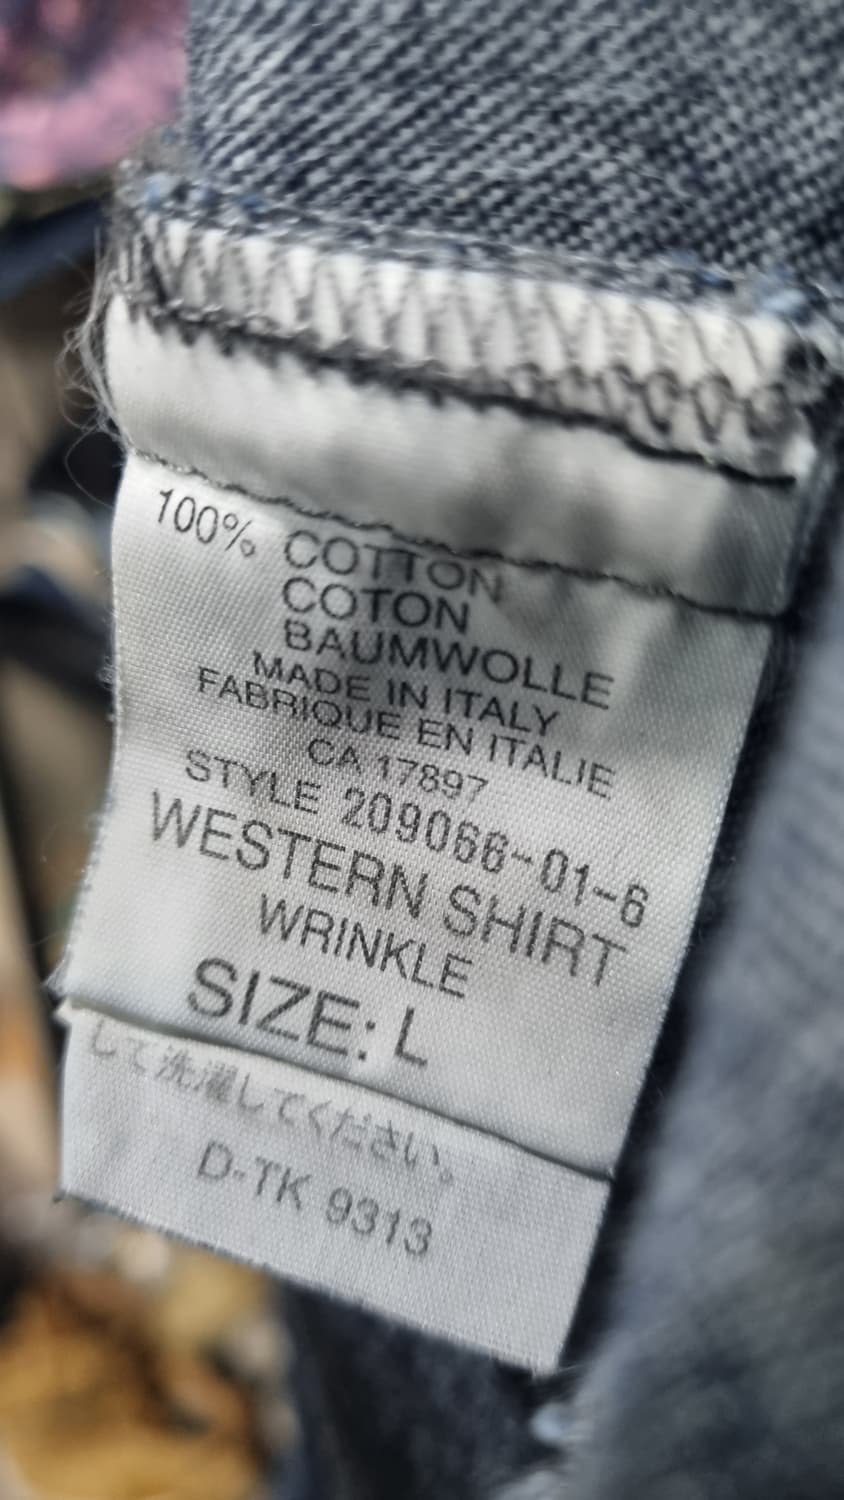 100% COTTON
COTON
BAUMWOLLE
MADE IN ITALY
FABRIQUE EN ITALIE
CA 17897
STYLE 209066-01-6
WESTERN SHIRT
WRINKLE
SIZE: L
して洗濯してください。
D-TK 9313